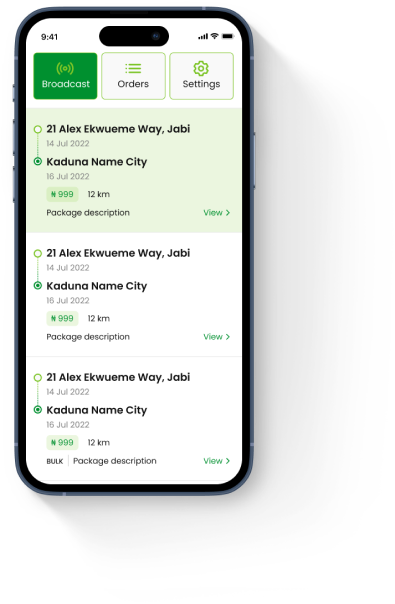 9:41
Broadcast Orders Settings
21 Alex Ekwueme Way, Jabi
14 Jul 2022
Kaduna Name City
16 Jul 2022
₦ 999 12 km
Package description View >
21 Alex Ekwueme Way, Jabi
14 Jul 2022
Kaduna Name City
16 Jul 2022
₦ 999 12 km
Package description View >
21 Alex Ekwueme Way, Jabi
14 Jul 2022
Kaduna Name City
16 Jul 2022
₦ 999 12 km
BULK Package description View >